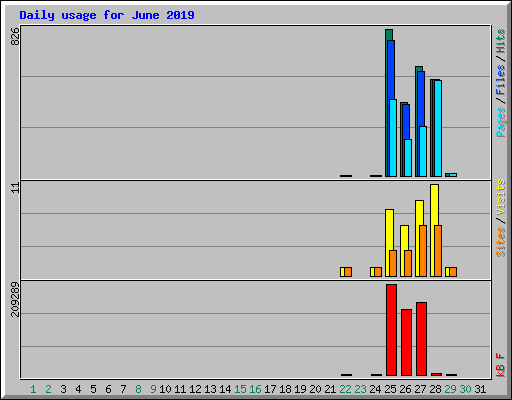 Daily usage for June 2019
826
11
209289
Pages / Files / Hits
Sites / Visits
kB F
1 2 3 4 5 6 7 8 9 10 11 12 13 14 15 16 17 18 19 20 21 22 23 24 25 26 27 28 29 30 31